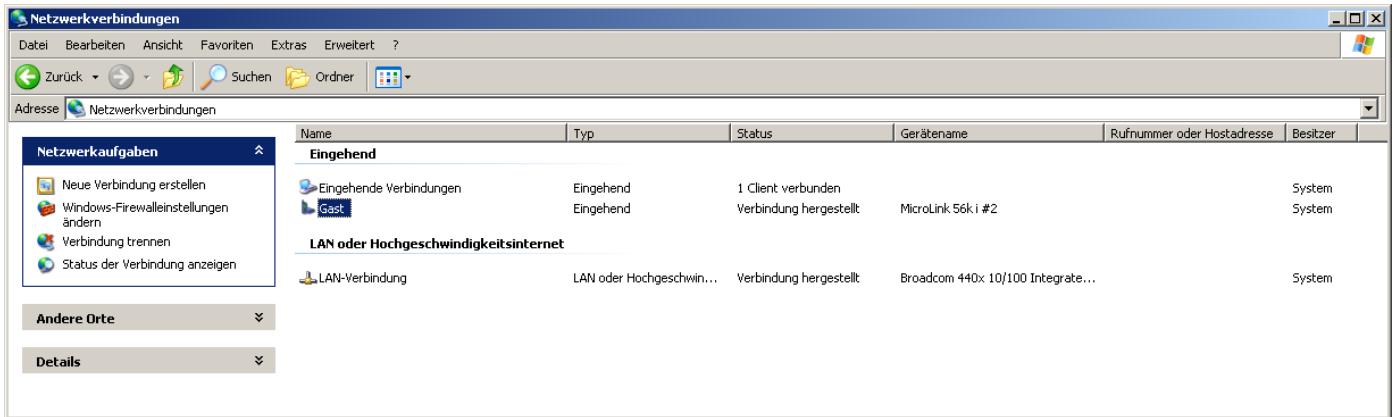 Netzwerkverbindungen
Datei Bearbeiten Ansicht Favoriten Extras Erweitert ?
Zurück Suchen Ordner
Adresse Netzwerkverbindungen
Netzwerkaufgaben
Neue Verbindung erstellen
Windows-Firewalleinstellungen
ändern
Verbindung trennen
Status der Verbindung anzeigen
Andere Orte
Details
Name Typ Status Gerätename Rufnummer oder Hostadresse Besitzer
Eingehend
Eingehende Verbindungen Eingehend 1 Client verbunden System
Gast Eingehend Verbindung hergestellt MicroLink 56k i #2 System
LAN oder Hochgeschwindigkeitsinternet
LAN-Verbindung LAN oder Hochgeschwin... Verbindung hergestellt Broadcom 440x 10/100 Integrate... System